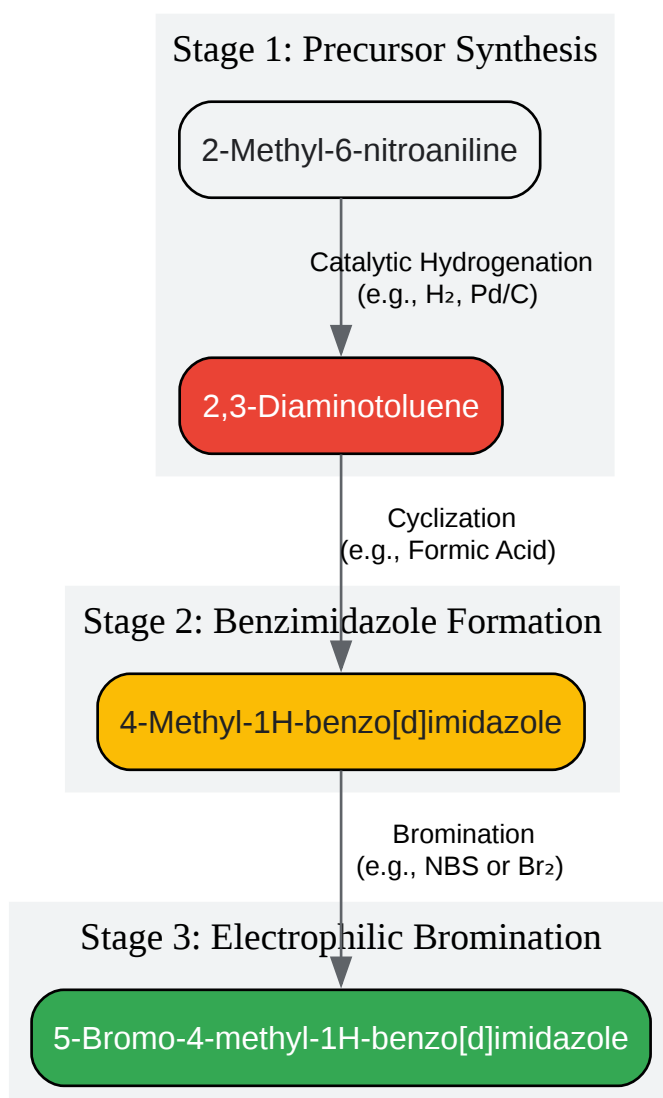 Stage 1: Precursor Synthesis
2-Methyl-6-nitroaniline
Catalytic Hydrogenation
(e.g., H₂, Pd/C)
2,3-Diaminotoluene
Cyclization
(e.g., Formic Acid)
Stage 2: Benzimidazole Formation
4-Methyl-1H-benzo[d]imidazole
Bromination
(e.g., NBS or Br₂)
Stage 3: Electrophilic Bromination
5-Bromo-4-methyl-1H-benzo[d]imidazole